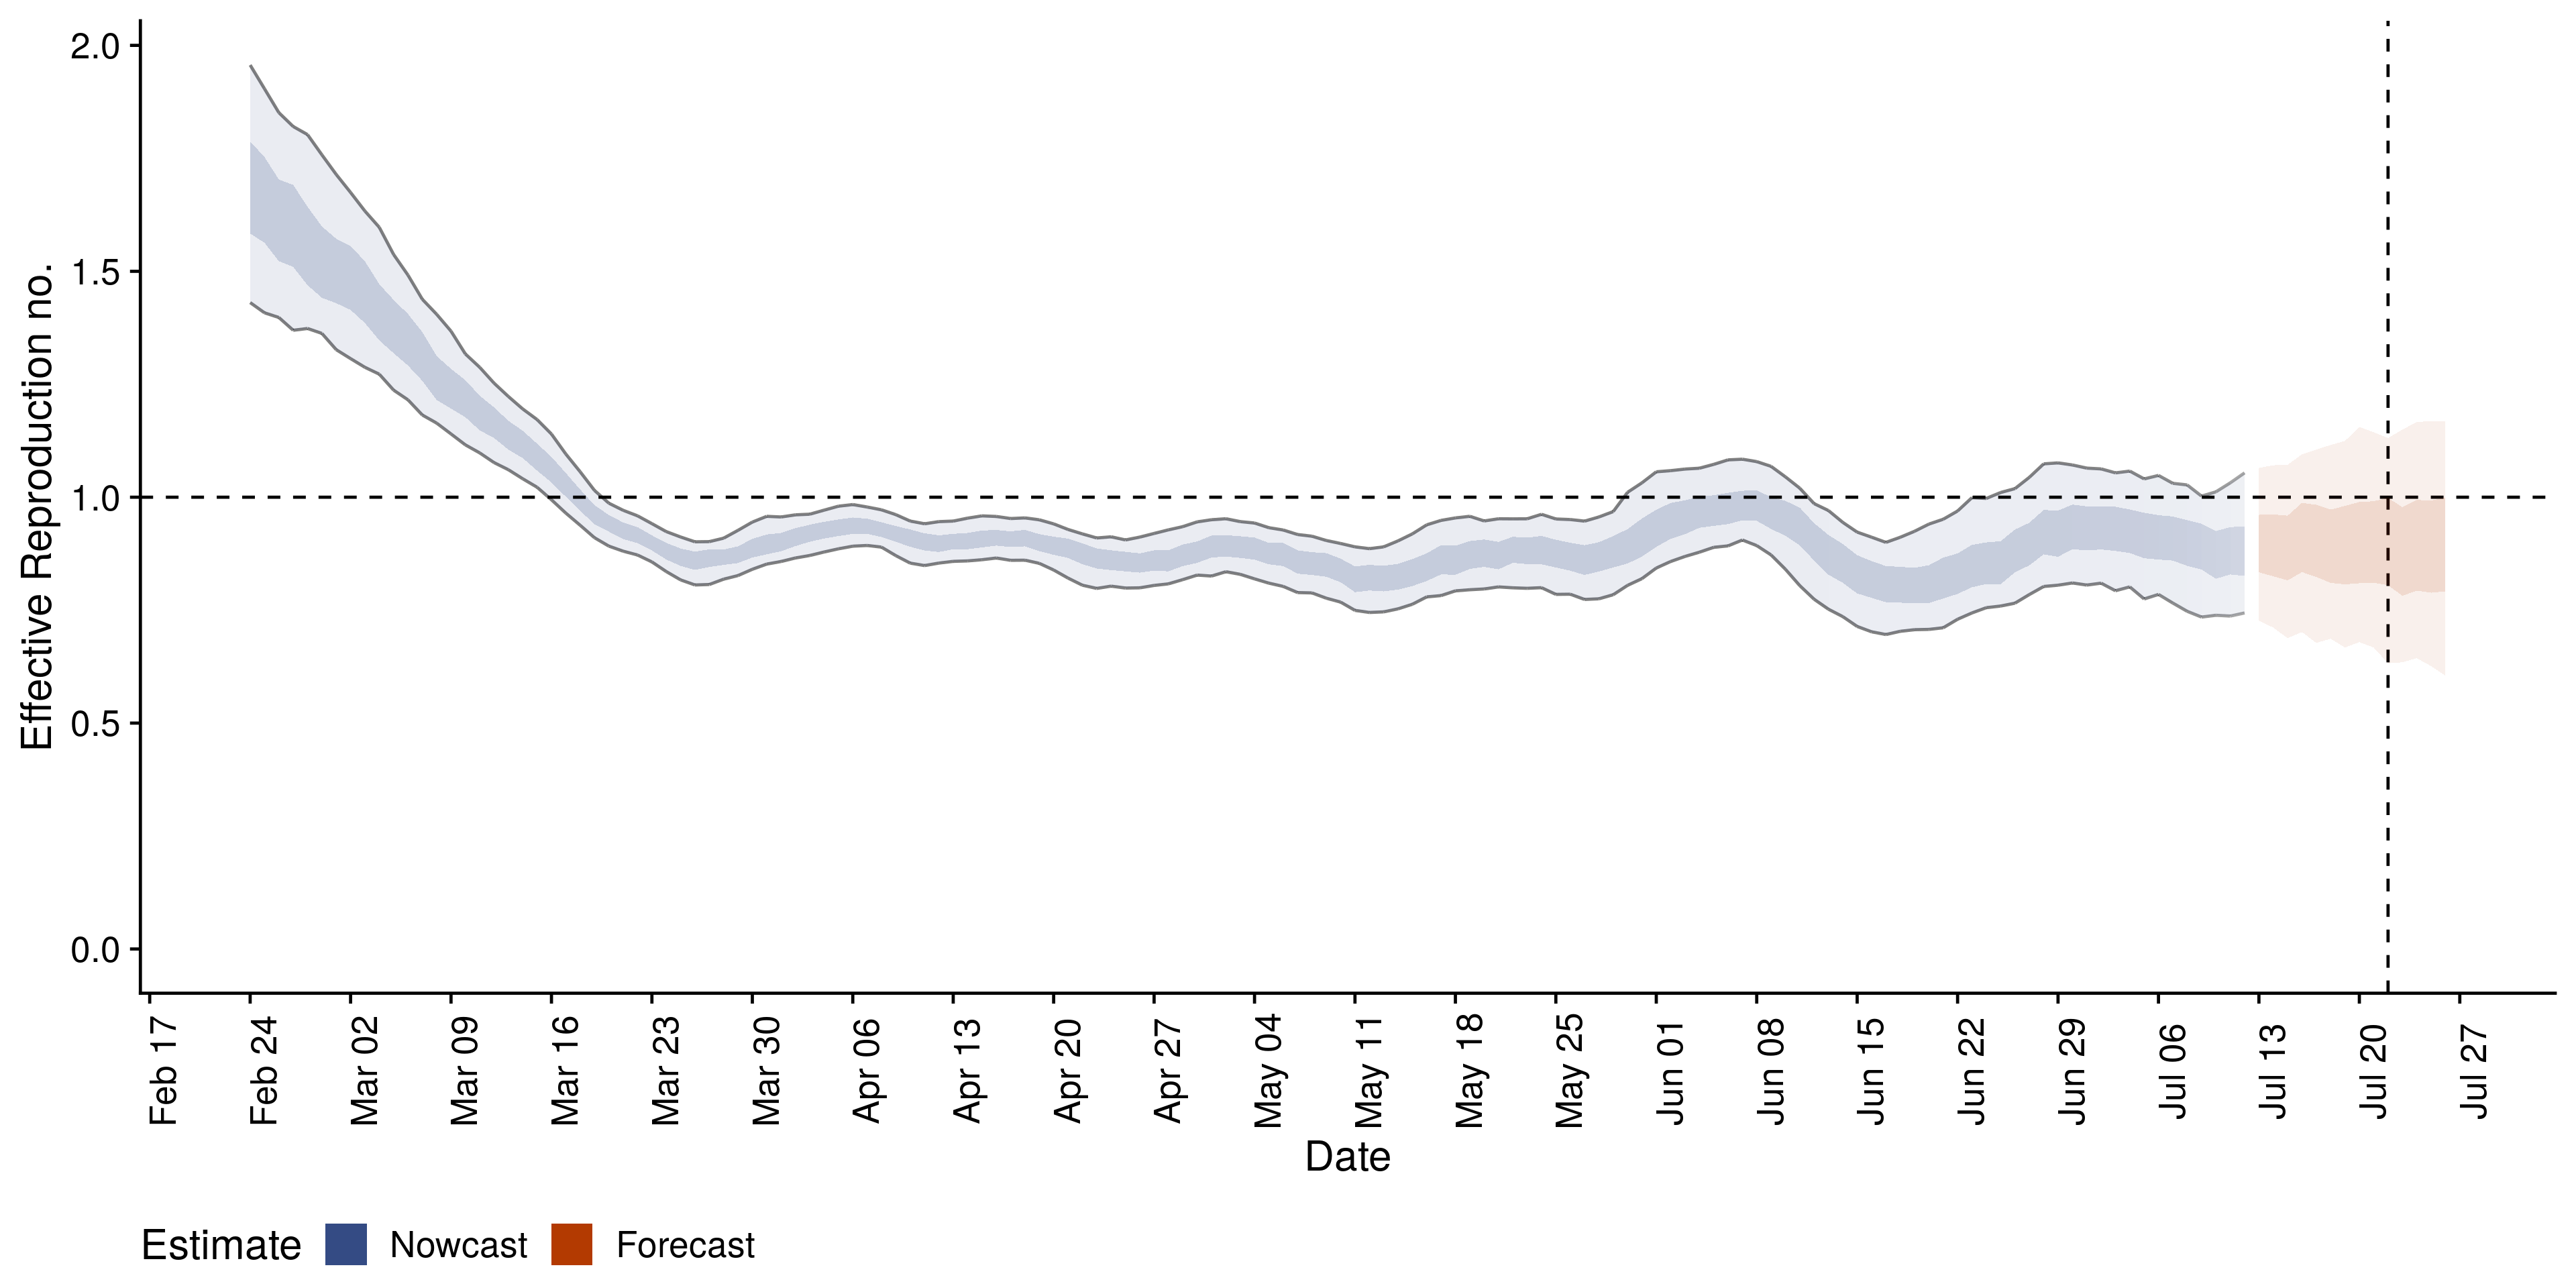 Effective Reproduction no.
2.0
1.5
1.0
0.5
0.0
Feb 17
Feb 24
Mar 02
Mar 09
Mar 16
Mar 23
Mar 30
Apr 06
Apr 13
Apr 20
Apr 27
May 04
May 11
May 18
May 25
Jun 01
Jun 08
Jun 15
Jun 22
Jun 29
Jul 06
Jul 13
Jul 20
Jul 27
Date
Estimate Nowcast Forecast